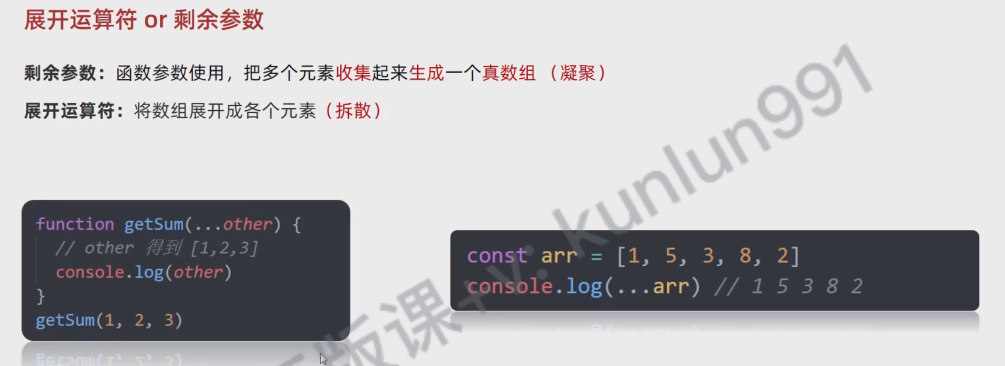 展开运算符 or 剩余参数
剩余参数：函数参数使用，把多个元素收集起来生成一个真数组（凝聚）
展开运算符：将数组展开成各个元素（拆散）
function getSum(...other) {
// other 得到 [1,2,3]
console.log(other)
}
getSum(1, 2, 3)
const arr = [1, 5, 3, 8, 2]
console.log(...arr) // 1 5 3 8 2
版课+v: kunlun991